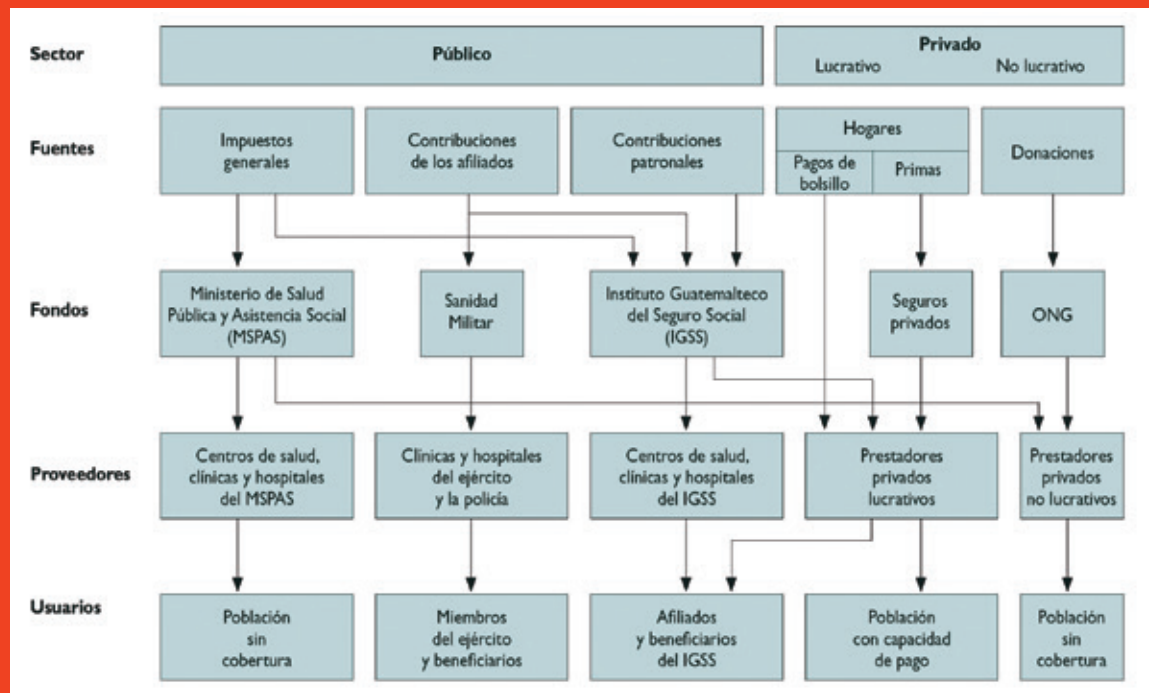 Sector
Público
Privado
Lucrativo
No lucrativo
Fuentes
Impuestos
generales
Contribuciones
de los afiliados
Contribuciones
patronales
Hogares
Pagos de
bolsillo
Primas
Donaciones
Fondos
Ministerio de Salud
Pública y Asistencia Social
(MSPAS)
Sanidad
Militar
Instituto Guatemalteco
del Seguro Social
(IGSS)
Seguros
privados
ONG
Proveedores
Centros de salud,
clínicas y hospitales
del MSPAS
Clínicas y hospitales
del ejército
y la policía
Centros de salud,
clínicas y hospitales
del IGSS
Prestadores
privados
lucrativos
Prestadores
privados
no lucrativos
Usuarios
Población
sin
cobertura
Miembros
del ejército
y beneficiarios
Afiliados
y beneficiarios
del IGSS
Población
con capacidad
de pago
Población
sin
cobertura